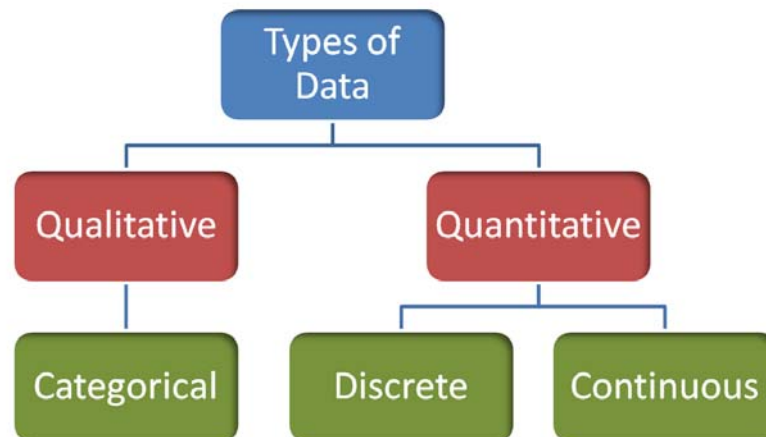 Types of
Data
Qualitative
Quantitative
Categorical
Discrete
Continuous